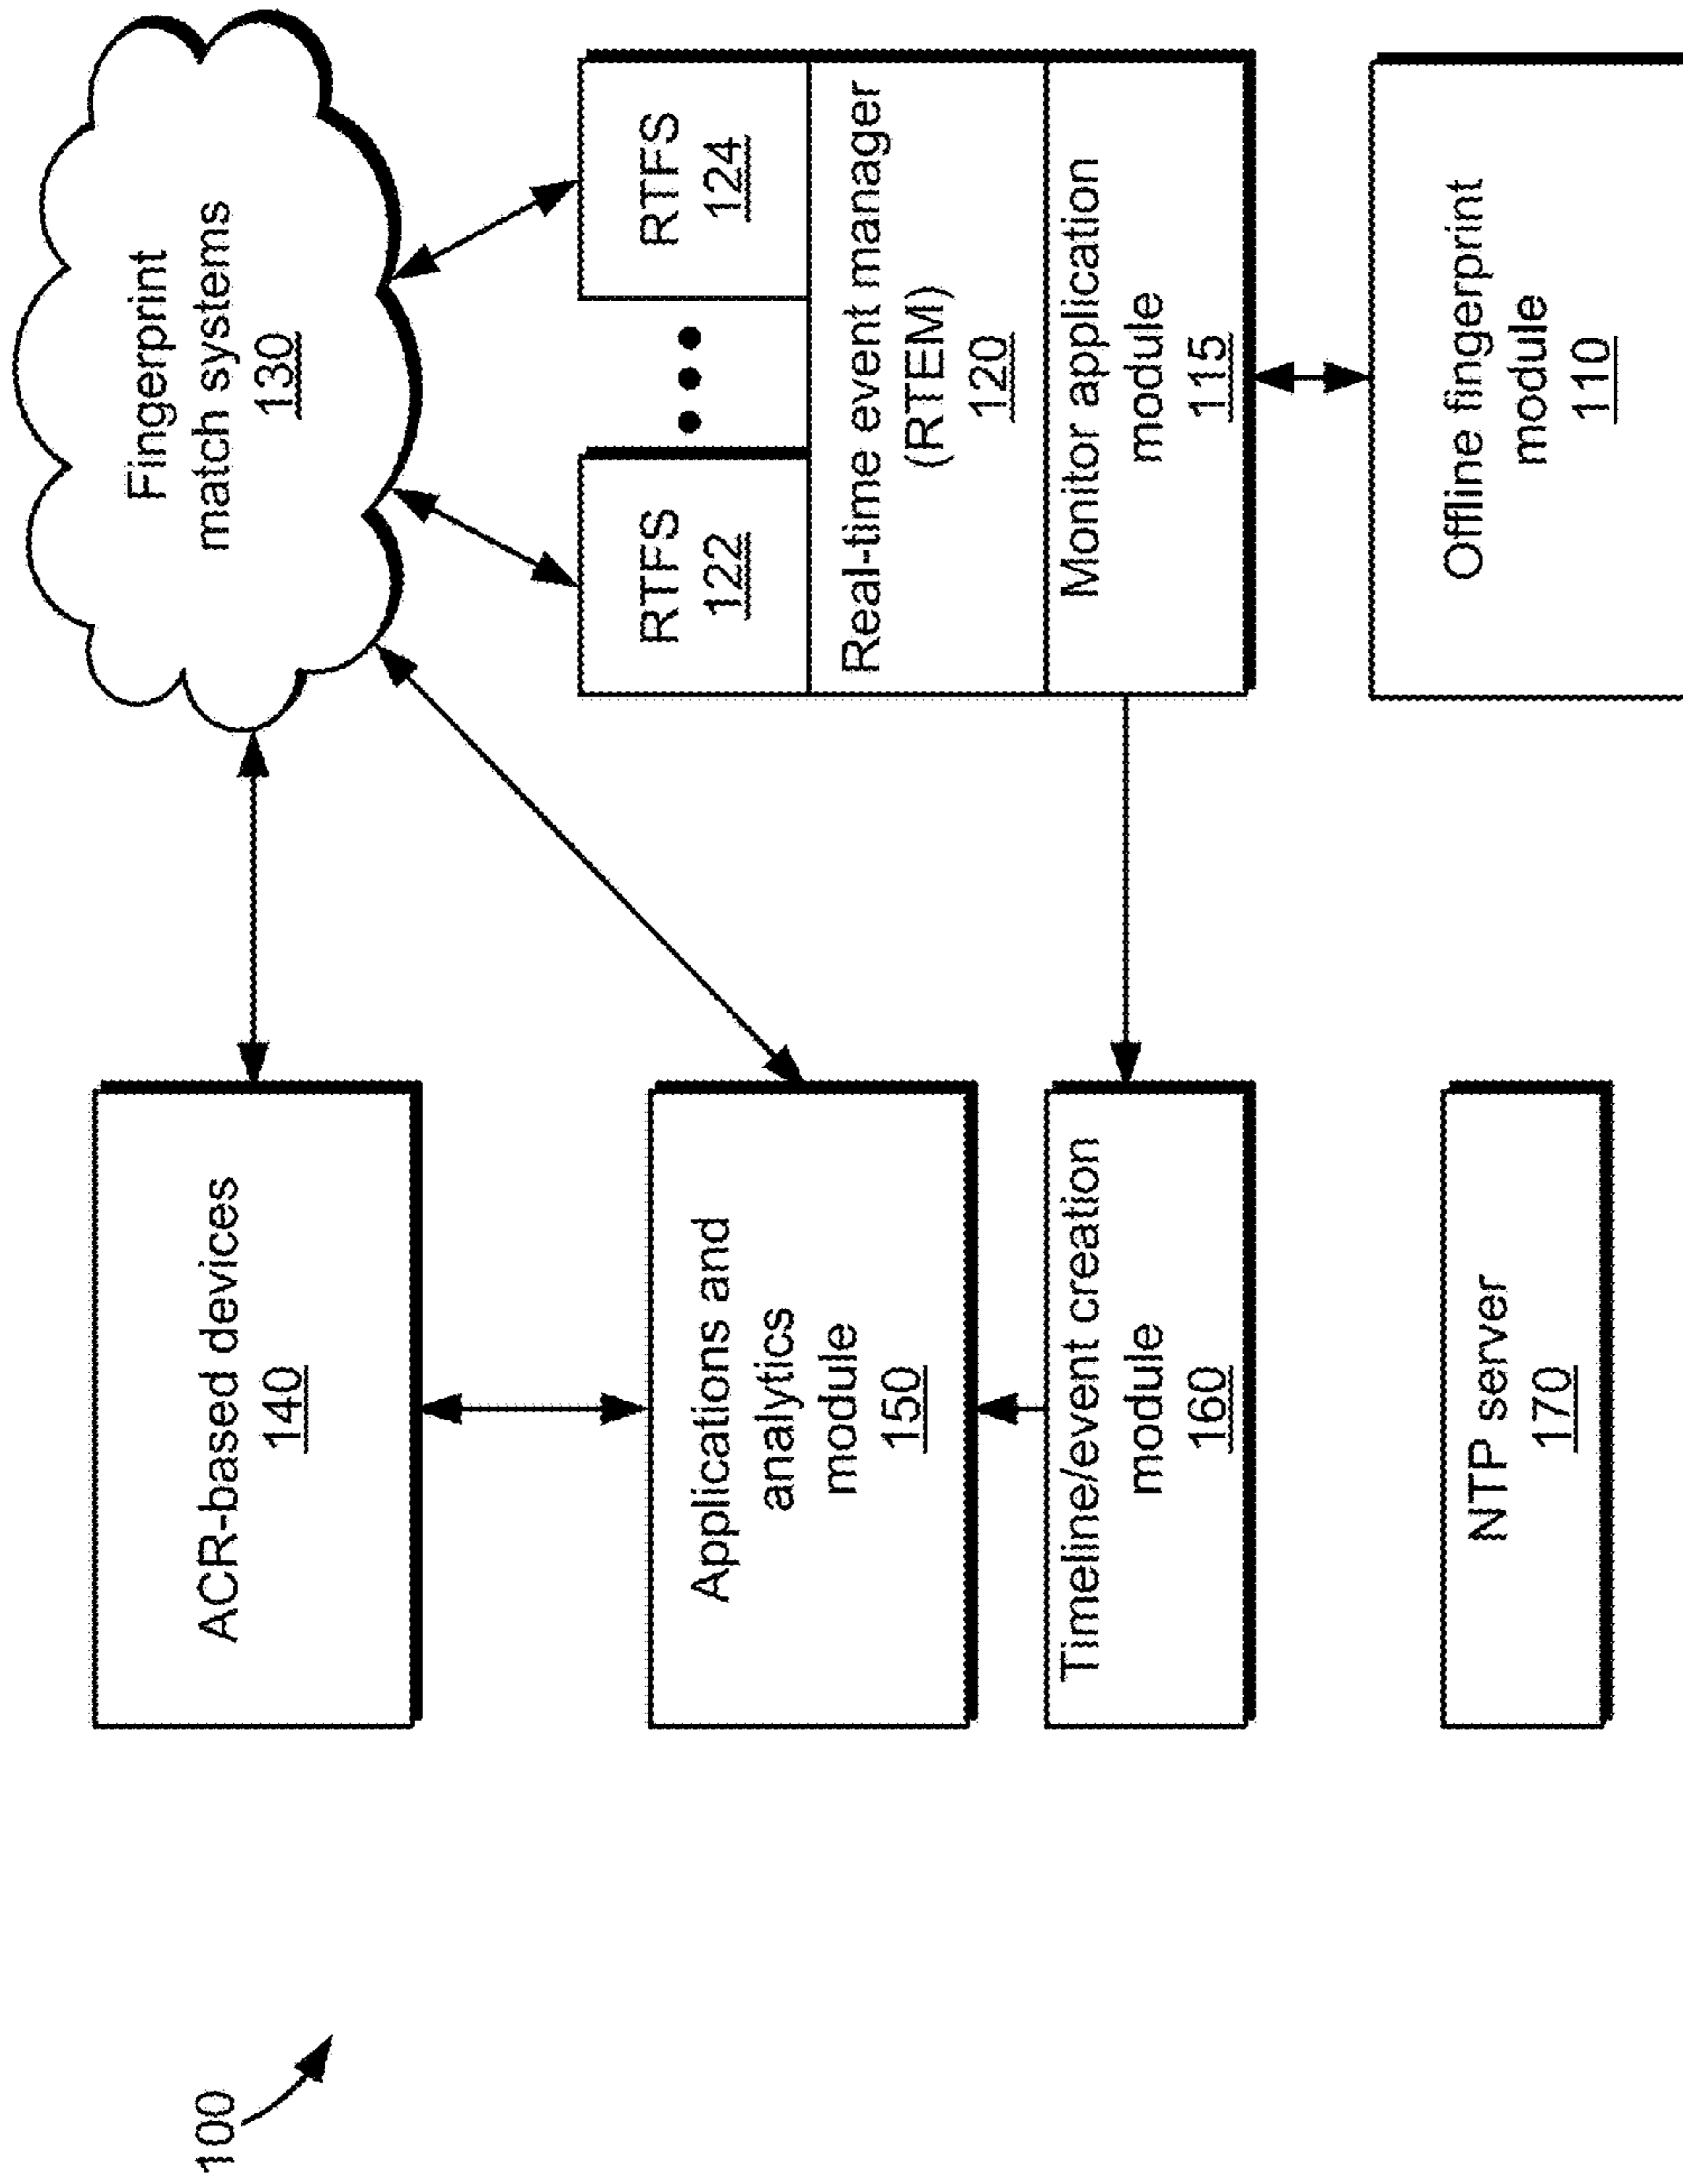 100
ACR-based devices
140
Applications and
analytics
module
150
Timeline/event creation
module
160
NTP server
170
Fingerprint
match systems
130
RTFS
122
RTFS
124
Real-time event manager
(RTEM)
120
Monitor application
module
115
Offline fingerprint
module
110